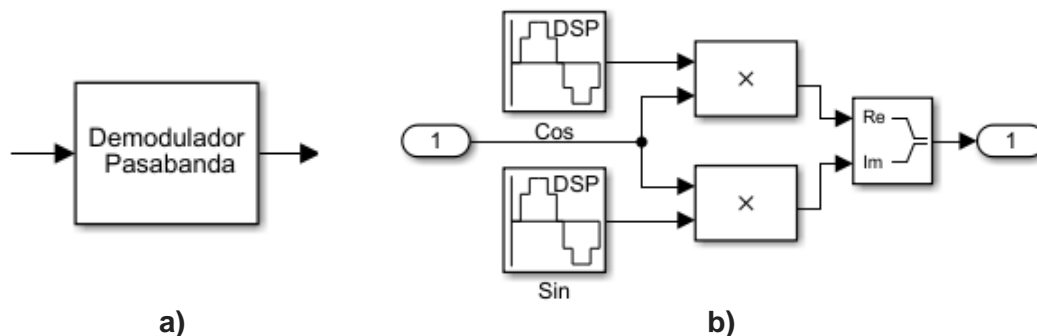 Demodulador
Pasabanda
a)
DSP
×
1
Cos
DSP
×
Sin
Re
Im
1
b)